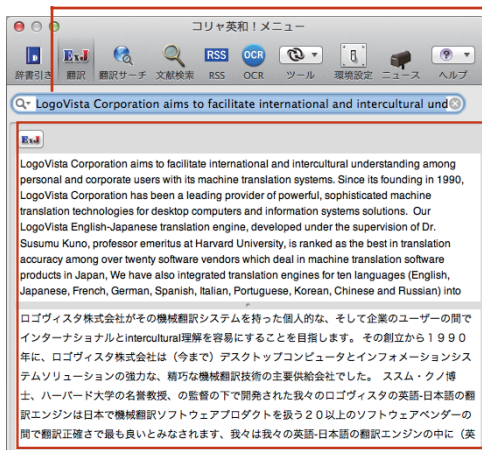 コリャ英和！メニュー
ExJ RSS OCR ?
辞書引き 翻訳 翻訳サーチ 文献検索 RSS OCR ツール 環境設定 ニュース ヘルプ
LogoVista Corporation aims to facilitate international and intercultural und
ExJ
LogoVista Corporation aims to facilitate international and intercultural understanding among
personal and corporate users with its machine translation systems. Since its founding in 1990,
LogoVista Corporation has been a leading provider of powerful, sophisticated machine
translation technologies for desktop computers and information systems solutions. Our
LogoVista English-Japanese translation engine, developed under the supervision of Dr.
Susumu Kuno, professor emeritus at Harvard University, is ranked as the best in translation
accuracy among over twenty software vendors which deal in machine translation software
products in Japan, We have also integrated translation engines for ten languages (English,
Japanese, French, German, Spanish, Italian, Portuguese, Korean, Chinese and Russian) into
ロゴヴィスタ株式会社がその機械翻訳システムを持った個人的な、そして企業のユーザーの間で
インターナショナルとintercultural理解を容易にすることを目指します。 その創立から１９９０
年に、ロゴヴィスタ株式会社は（今まで）デスクトップコンピュータとインフォメーションシス
テムソリューションの強力な、精巧な機械翻訳技術の主要供給会社でした。 ススム・クノ博
士、ハーバード大学の名誉教授、の監督の下で開発された我々のロゴヴィスタの英語-日本語の翻
訳エンジンは日本で機械翻訳ソフトウェアプロダクトを扱う２０以上のソフトウェアベンダーの
間で翻訳正確さで最も良いとみなされます、我々は我々の英語-日本語の翻訳エンジンの中に（英